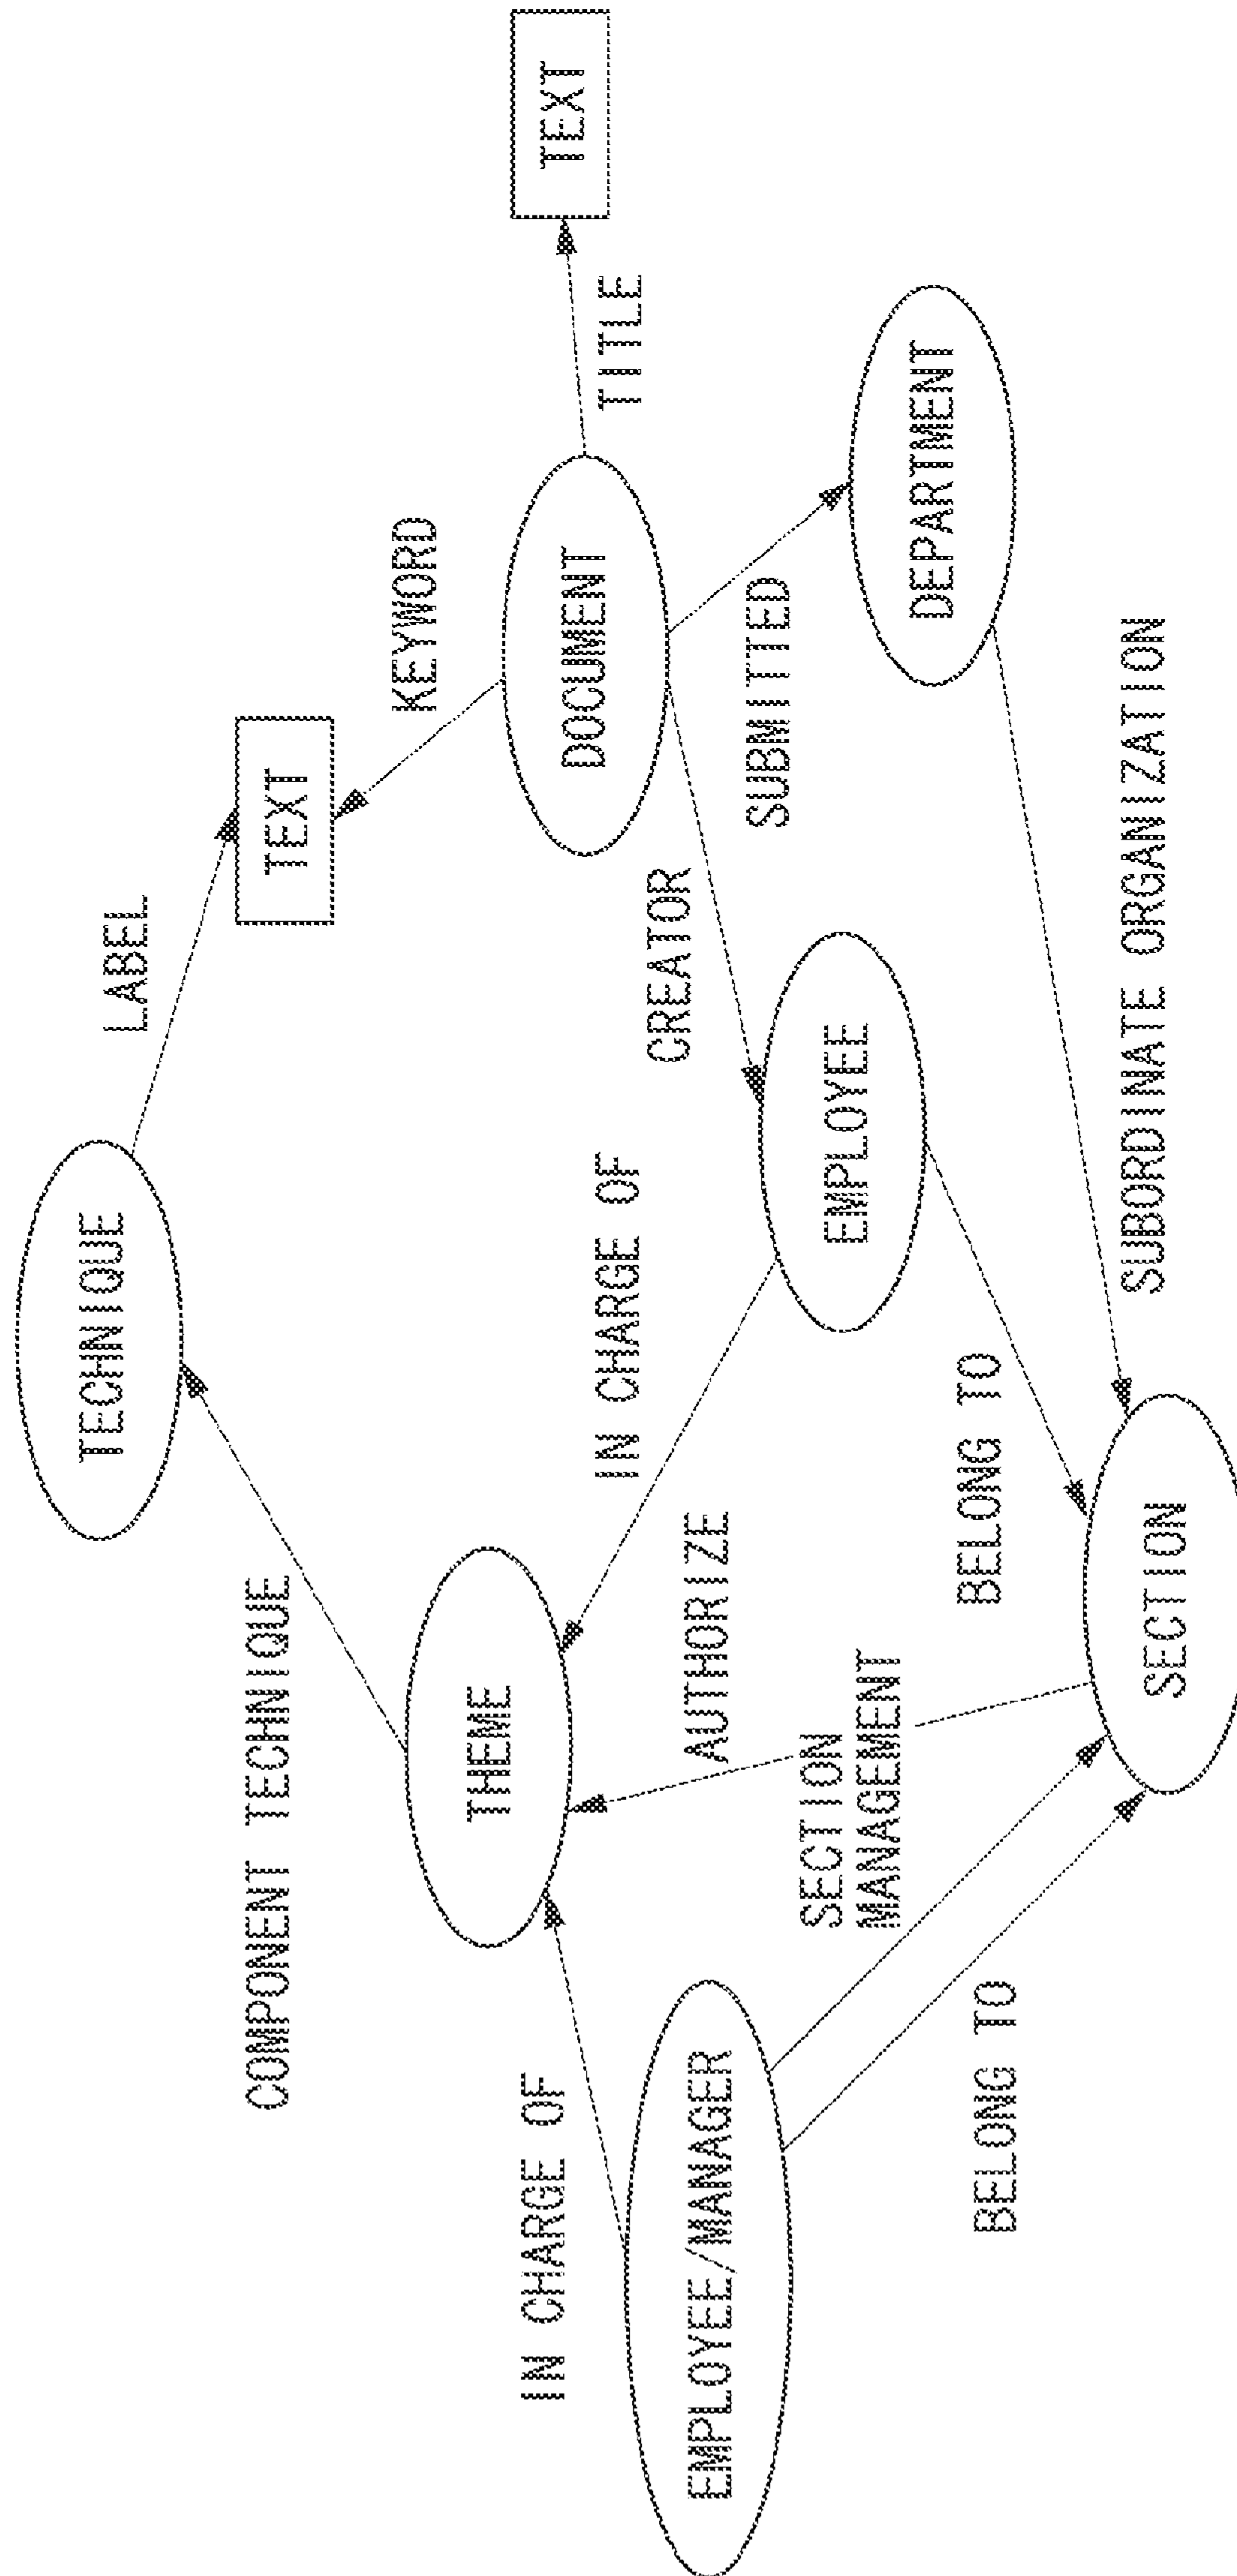 TECHNIQUE
LABEL
TEXT
COMPONENT TECHNIQUE
KEYWORD
THEME
IN CHARGE OF
DOCUMENT
TITLE
TEXT
IN CHARGE OF
AUTHORIZE
CREATOR
SUBMITTED
EMPLOYEE/MANAGER
SECTION
MANAGEMENT
EMPLOYEE
DEPARTMENT
BELONG TO
BELONG TO
SECTION
SUBORDINATE ORGANIZATION